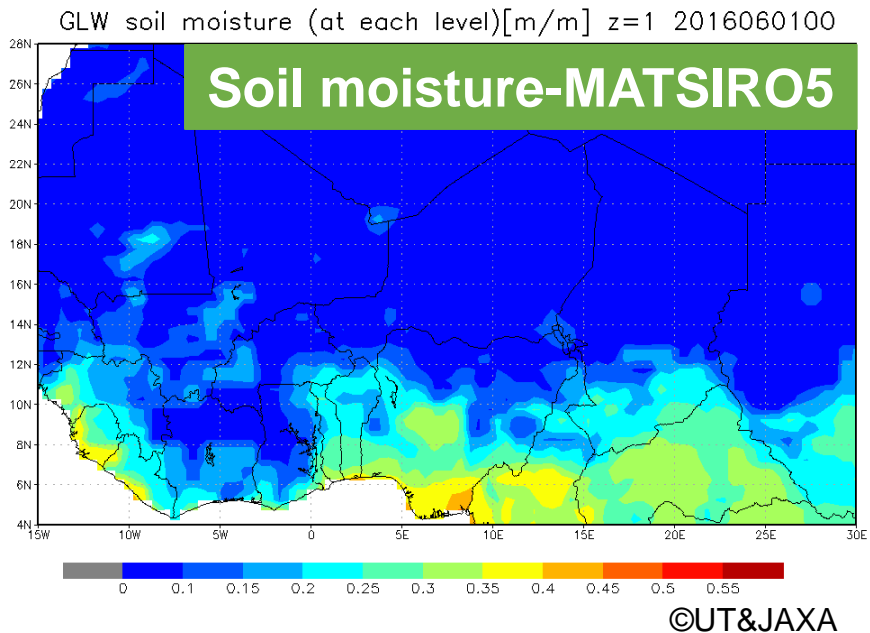 GLW soil moisture (at each level)[m/m] z=1 2016060100
Soil moisture-MATSIRO5
28N
26N
24N
22N
20N
18N
16N
14N
12N
10N
8N
6N
4N
15W 10W 5W 0 5E 10E 15E 20E 25E 30E
0 0.1 0.15 0.2 0.25 0.3 0.35 0.4 0.45 0.5 0.55
©UT&JAXA